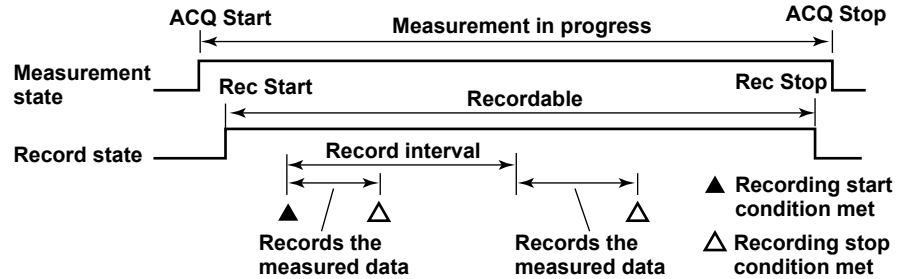 ACQ Start
ACQ Stop
Measurement in progress
Measurement
state
Rec Start
Rec Stop
Recordable
Record state
Record interval
Records the
measured data
Records the
measured data
▲ Recording start
condition met
△ Recording stop
condition met